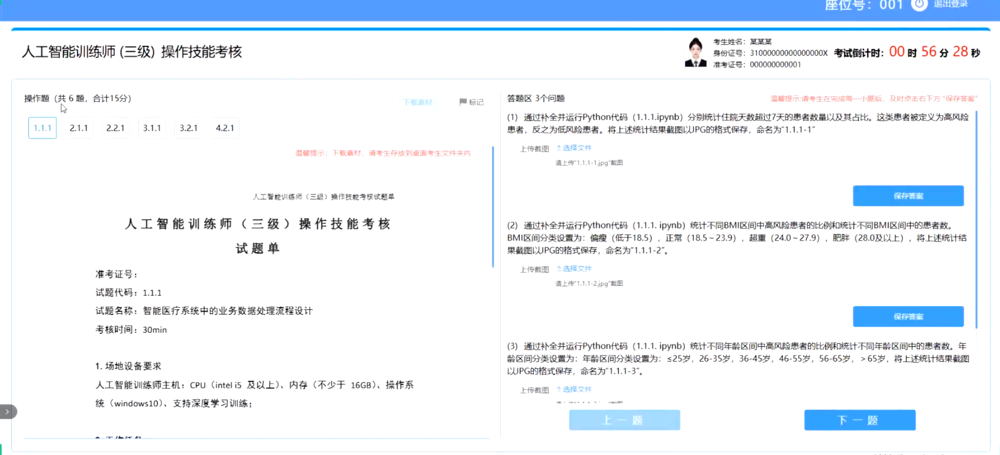 座位号：001 退出登录
人工智能训练师 (三级) 操作技能考核
考生姓名：某某某
身份证号：31000000000000000X
准考证号：000000000001
考试倒计时：00 时 56 分 28 秒
操作题（共 6 题，合计15分）
下载素材
标记
1.1.1 2.1.1 2.2.1 3.1.1 3.2.1 4.2.1
温馨提示：下载素材，请考生存放到桌面考生文件夹内
人工智能训练师（三级）操作技能考核试题单
人工智能训练师（三级）操作技能考核
试题单
准考证号：
试题代码：1.1.1
试题名称：智能医疗系统中的业务数据处理流程设计
考核时间：30min
1. 场地设备要求
人工智能训练师主机：CPU（intel i5 及以上）、内存（不少于 16GB）、操作系
统（windows10）、支持深度学习训练；
答题区 3个问题
温馨提示:请考生在完成每一小题后，及时点击右下方 “保存答案”
(1) 通过补全并运行Python代码（1.1.1.ipynb）分别统计住院天数超过7天的患者数量以及其占比。这类患者被定义为高风险
患者，反之为低风险患者。将上述统计结果截图以JPG的格式保存，命名为“1.1.1-1”
上传截图 选择文件
请上传“1.1.1-1.jpg”截图
保存答案
(2) 通过补全并运行Python代码（1.1.1. ipynb）统计不同BMI区间中高风险患者的比例和统计不同BMI区间中的患者数。
BMI区间分类设置为：偏瘦（低于18.5），正常（18.5～23.9），超重（24.0～27.9），肥胖（28.0及以上），将上述统计结
果截图以JPG的格式保存，命名为“1.1.1-2”。
上传截图 选择文件
请上传“1.1.1-2.jpg”截图
保存答案
(3) 通过补全并运行Python代码（1.1.1. ipynb）统计不同年龄区间中高风险患者的比例和统计不同年龄区间中的患者数。年
龄区间分类设置为：年龄区间分类设置为：≤25岁，26-35岁，36-45岁，46-55岁，56-65岁，＞65岁，将上述统计结果截图
以JPG的格式保存，命名为“1.1.1-3”。
上传截图 选择文件
上一题
下一题